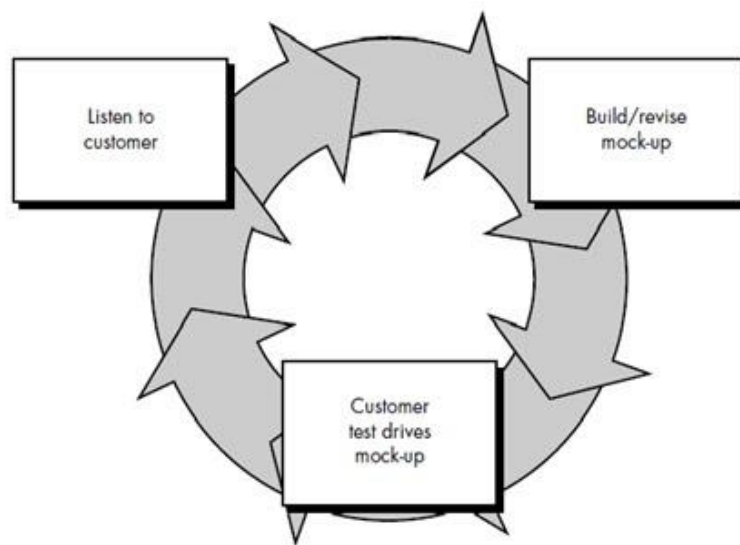 Listen to
customer
Build/revise
mock-up
Customer
test drives
mock-up